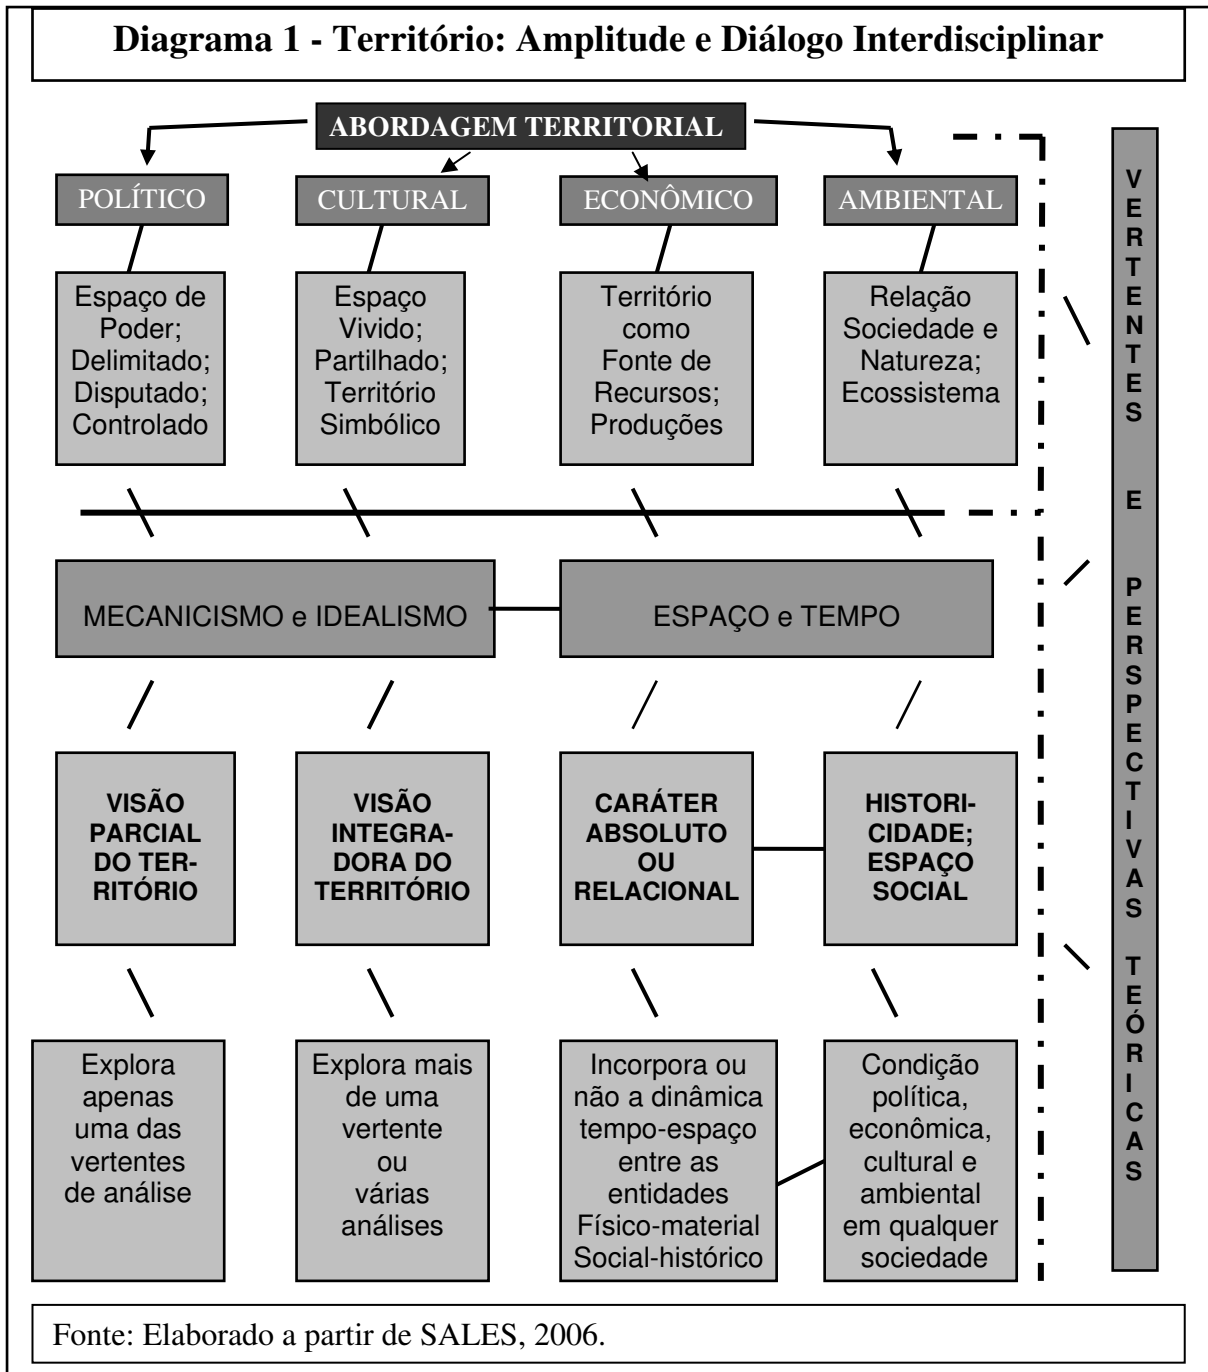 Diagrama 1 - Território: Amplitude e Diálogo Interdisciplinar
ABORDAGEM TERRITORIAL
POLÍTICO
CULTURAL
ECONÔMICO
AMBIENTAL
Espaço de
Poder;
Delimitado;
Disputado;
Controlado
Espaço
Vivido;
Partilhado;
Território
Simbólico
Território
como
Fonte de
Recursos;
Produções
Relação
Sociedade e
Natureza;
Ecossistema
MECANICISMO e IDEALISMO
ESPAÇO e TEMPO
VISÃO
PARCIAL
DO TER-
RITÓRIO
VISÃO
INTEGRA-
DORA DO
TERRITÓRIO
CARÁTER
ABSOLUTO
OU
RELACIONAL
HISTORI-
CIDADE;
ESPAÇO
SOCIAL
Explora
apenas
uma das
vertentes
de análise
Explora mais
de uma
vertente
ou
várias
análises
Incorpora ou
não a dinâmica
tempo-espaço
entre as
entidades
Físico-material
Social-histórico
Condição
política,
econômica,
cultural e
ambiental
em qualquer
sociedade
VERTENTES E PERSPECTIVAS TEÓRICAS
Fonte: Elaborado a partir de SALES, 2006.